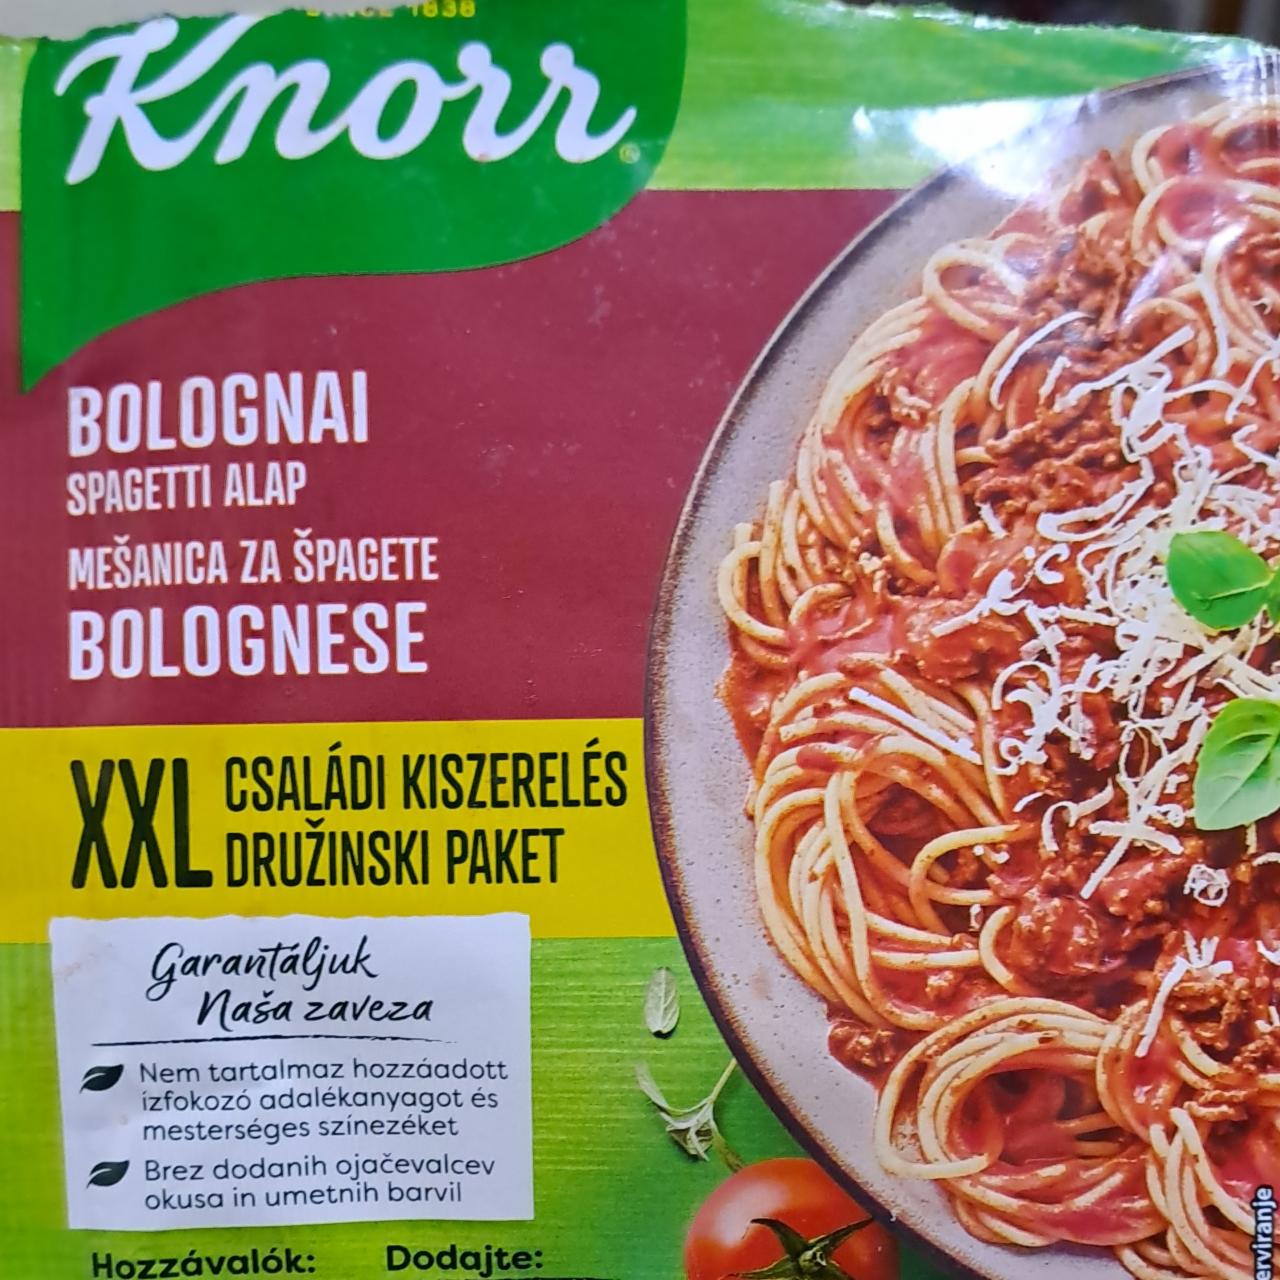 SINCE 1838
Knorr
BOLOGNAI
SPAGETTI ALAP
MEŠANICA ZA ŠPAGETE
BOLOGNESE
XXL CSALÁDI KISZERELÉS
DRUŽINSKI PAKET
Garantáljuk
Naša zaveza
Nem tartalmaz hozzáadott
ízfokozó adalékanyagot és
mesterséges színezéket
Brez dodanih ojačevalcev
okusa in umetnih barvil
Hozzávalók: Dodajte: